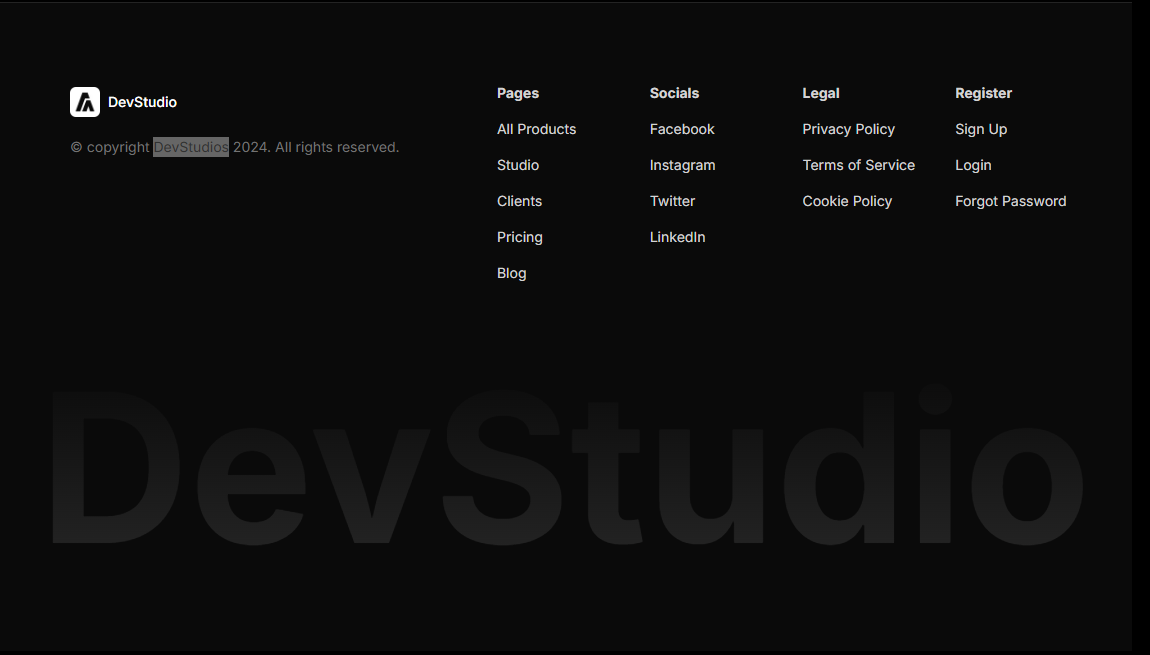 DevStudio
© copyright DevStudios 2024. All rights reserved.
Pages
All Products
Studio
Clients
Pricing
Blog
Socials
Facebook
Instagram
Twitter
LinkedIn
Legal
Privacy Policy
Terms of Service
Cookie Policy
Register
Sign Up
Login
Forgot Password
DevStudio